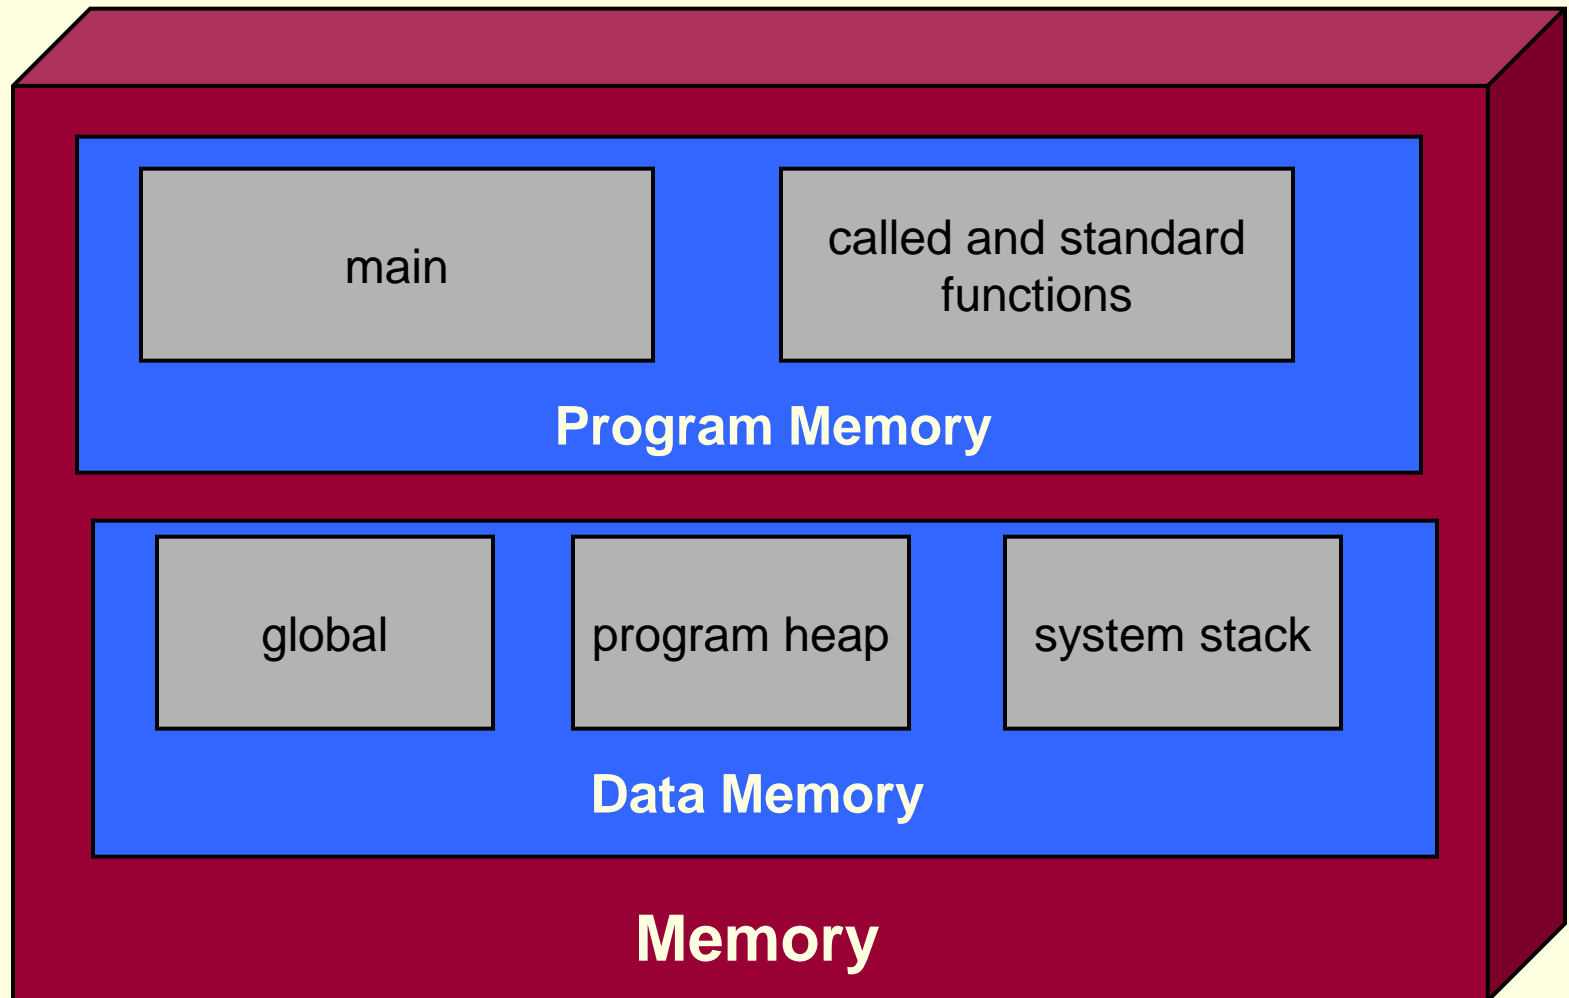 main
called and standard
functions
Program Memory
global
program heap
system stack
Data Memory
Memory